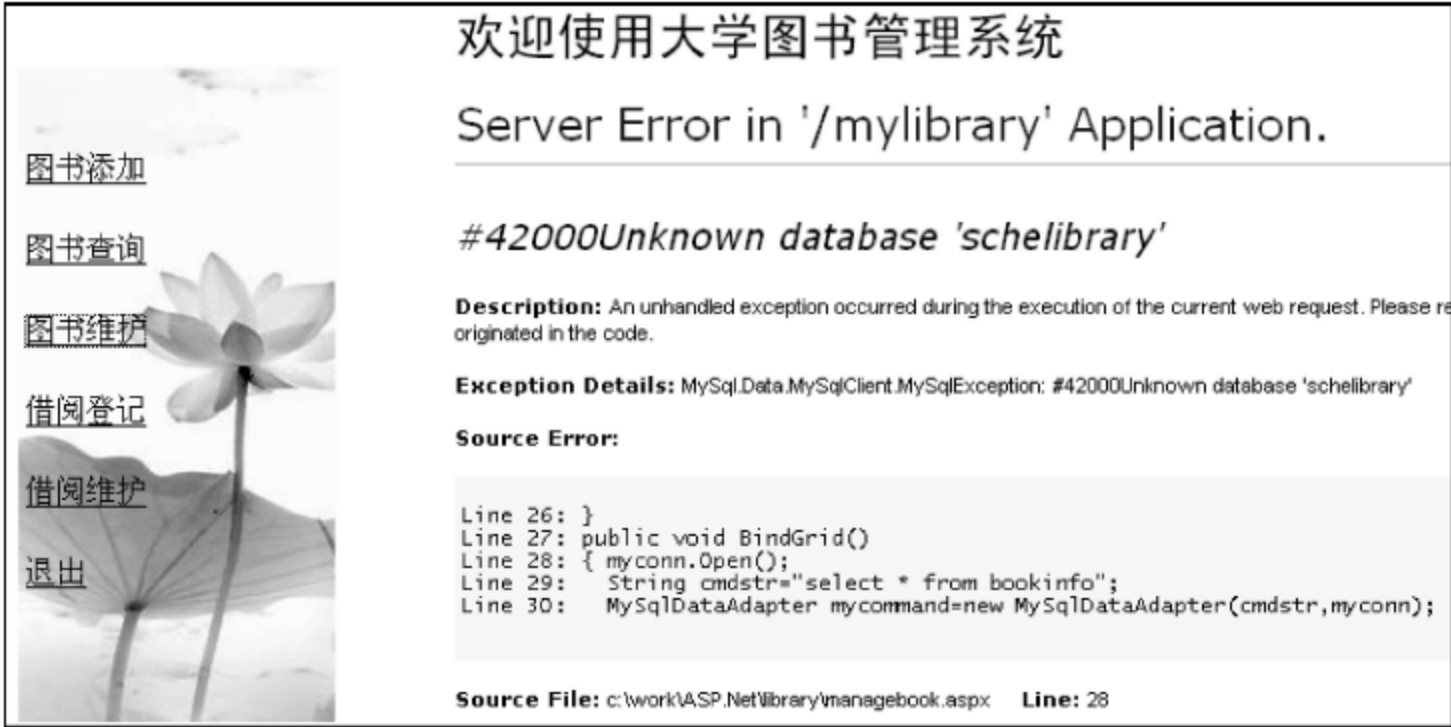 欢迎使用大学图书管理系统
Server Error in '/mylibrary' Application.
图书添加
图书查询
图书维护
借阅登记
借阅维护
退出
#42000Unknown database 'schelibrary'
Description: An unhandled exception occurred during the execution of the current web request. Please re
originated in the code.
Exception Details: MySql.Data.MySqlClient.MySqlException: #42000Unknown database 'schelibrary'
Source Error:
Line 26: }
Line 27: public void BindGrid()
Line 28: { myconn.Open();
Line 29:   String cmdstr="select * from bookinfo";
Line 30:   MySqlDataAdapter mycommand=new MySqlDataAdapter(cmdstr,myconn);
Source File: c:\work\ASP.Net\library\managebook.aspx    Line: 28